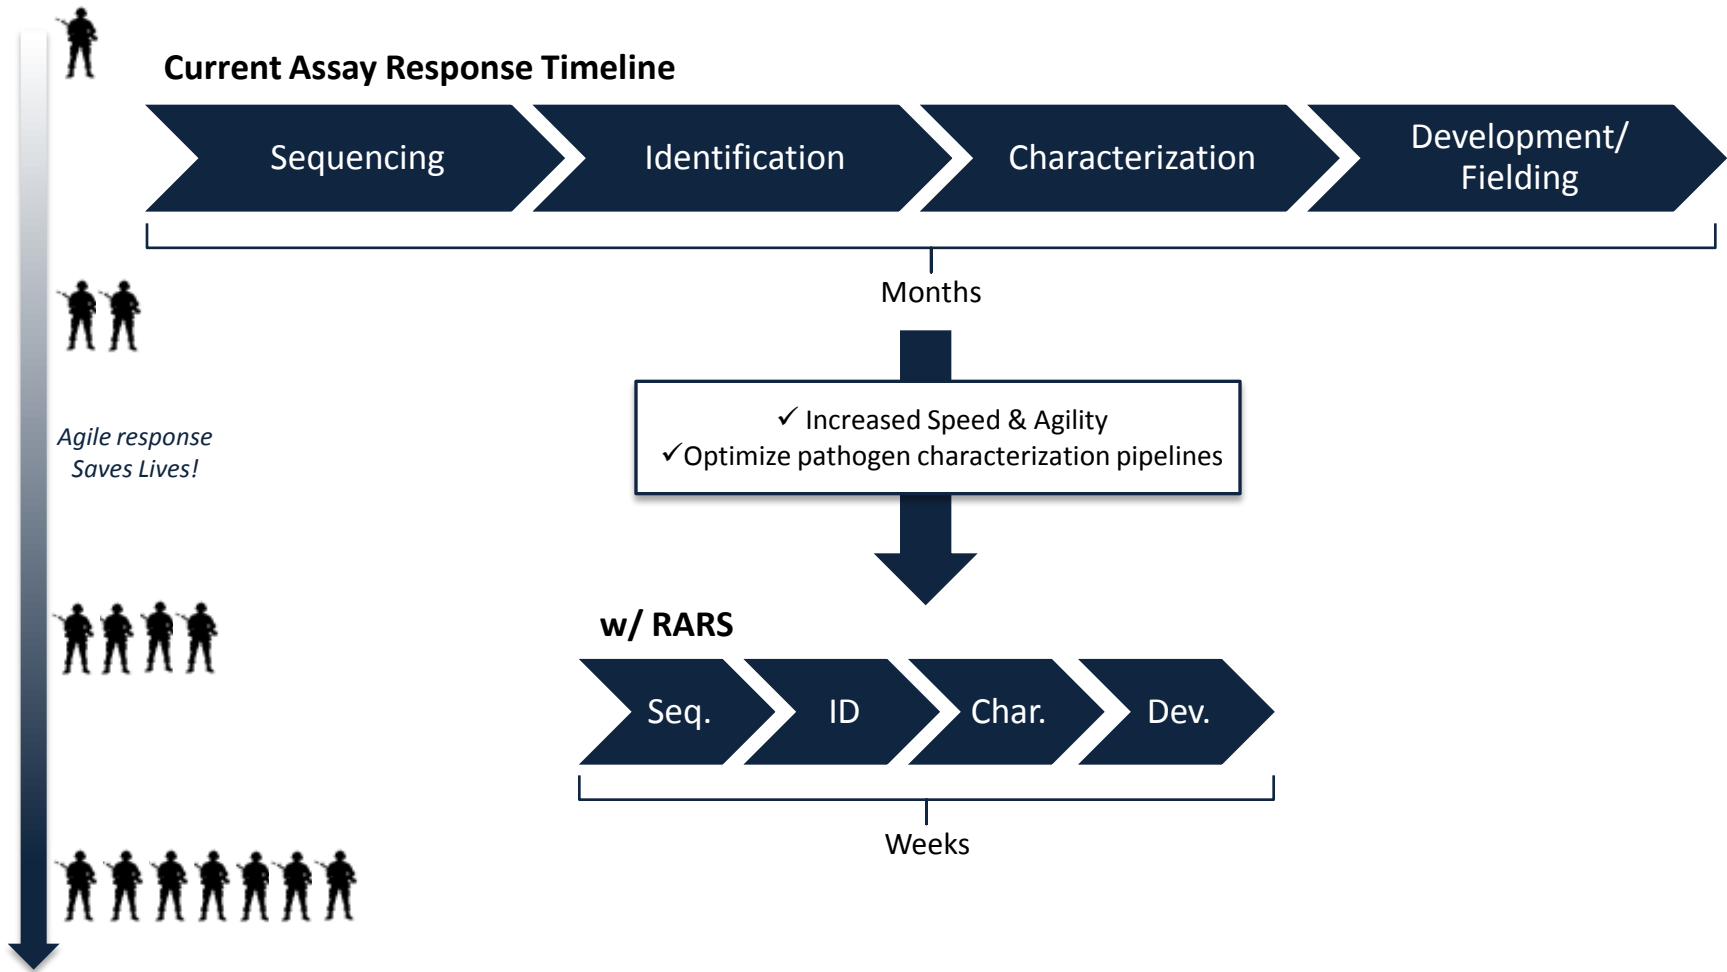 Current Assay Response Timeline
Sequencing
Identification
Characterization
Development/
Fielding
Months
✓ Increased Speed & Agility
✓Optimize pathogen characterization pipelines
Agile response
Saves Lives!
w/ RARS
Seq.
ID
Char.
Dev.
Weeks